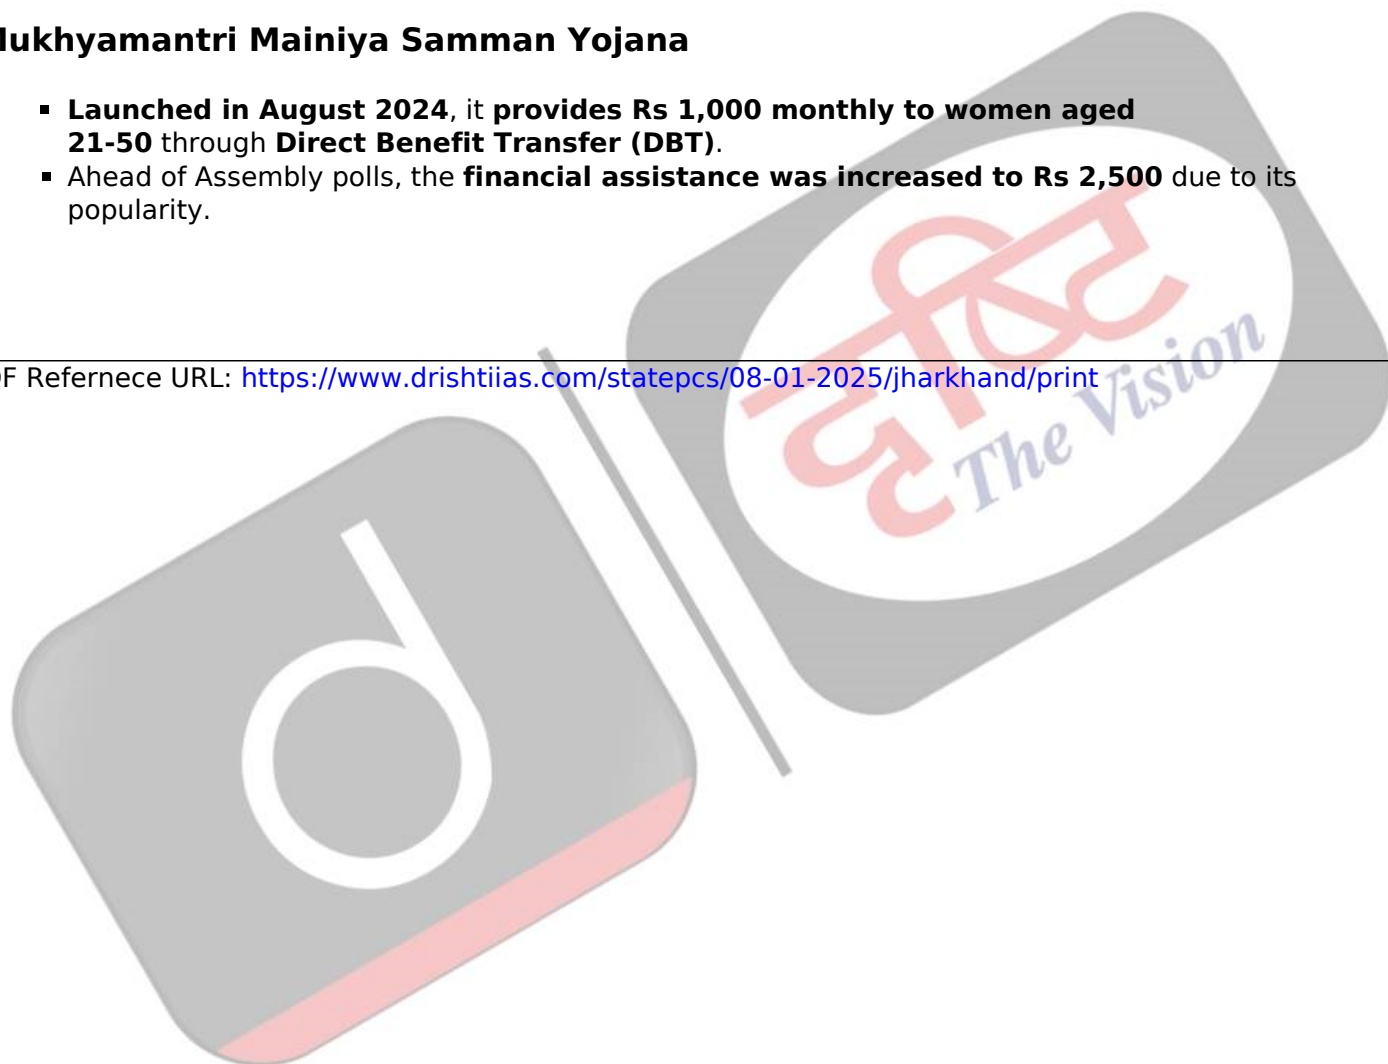 Mukhyamantri Mainiya Samman Yojana
▪ Launched in August 2024, it provides Rs 1,000 monthly to women aged
21-50 through Direct Benefit Transfer (DBT).
▪ Ahead of Assembly polls, the financial assistance was increased to Rs 2,500 due to its
popularity.
दृष्टि
The Vision
F Refernece URL: https://www.drishtiias.com/statepcs/08-01-2025/jharkhand/print
d